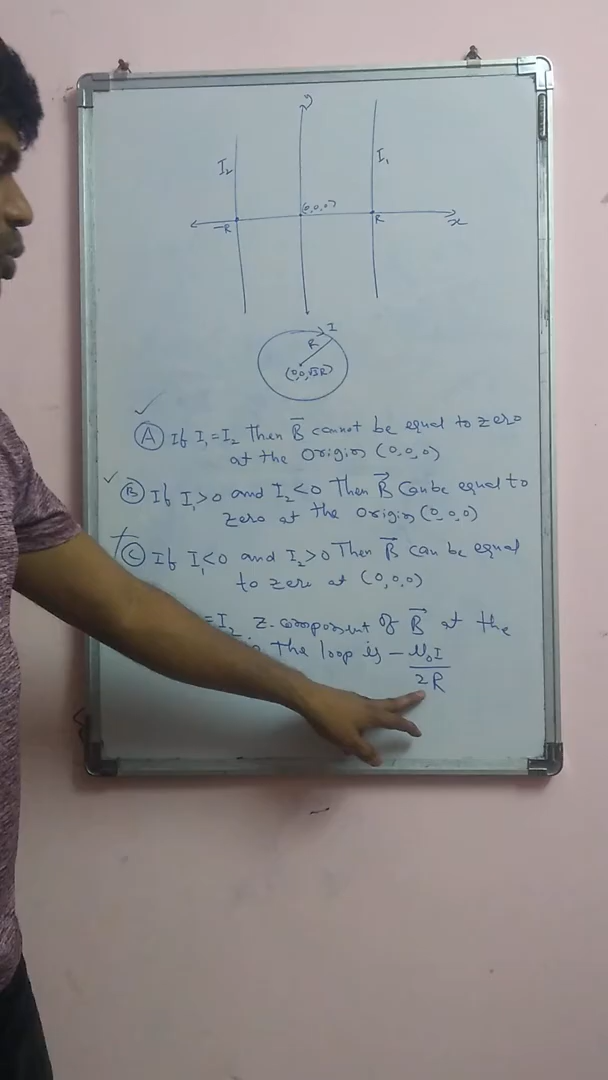 y
I₂
I₁
(0,0,0)
-R
R
x
I
R
(0,0,√3R)
(A) If I₁=I₂ Then B⃗ cannot be equal to zero
at the origin (0,0,0)
(B) If I₁>0 and I₂<0 Then B⃗ Can be equal to
zero at the origin (0,0,0)
(C) If I₁<0 and I₂>0 Then B⃗ can be equal
to zero at (0,0,0)
=I₂ z-component of B⃗ at the
The loop is -μ₀I
2R